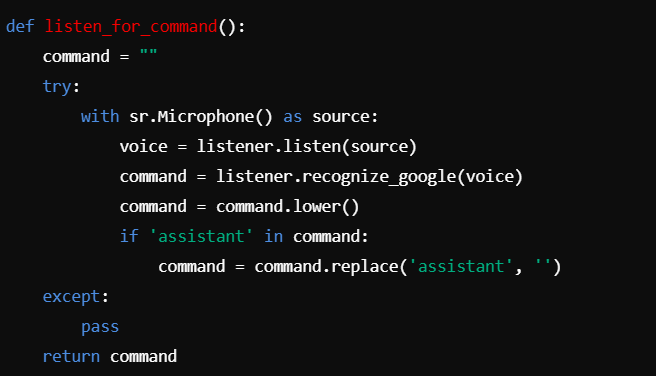 def listen_for_command():
    command = ""
    try:
        with sr.Microphone() as source:
            voice = listener.listen(source)
            command = listener.recognize_google(voice)
            command = command.lower()
            if 'assistant' in command:
                command = command.replace('assistant', '')
    except:
        pass
    return command